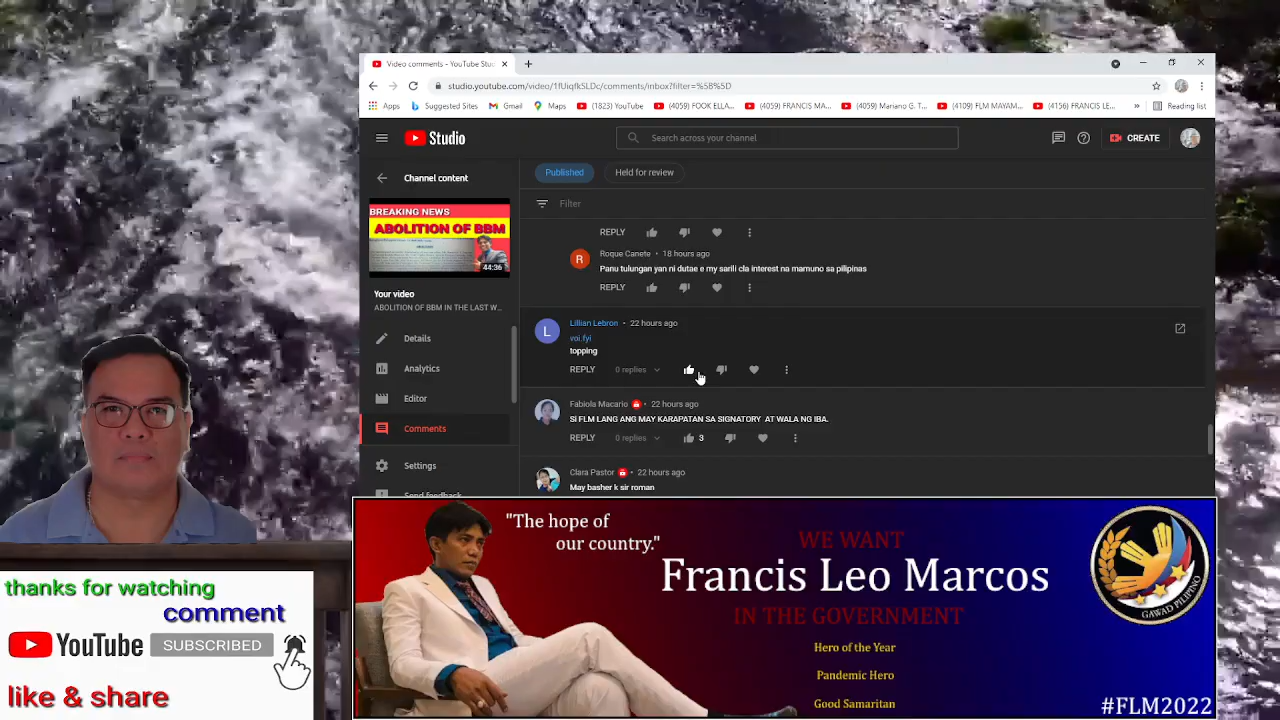 Video comments - YouTube Stu
studio.youtube.com/video/1fUiqfkSLDc/comments/inbox?filter=%5B%5D
Apps
Suggested Sites
Gmail
Maps
(1823) YouTube
(4059) FOOK ELLA...
(4059) FRANCIS MA...
(4059) Mariano G. T...
(4109) FLM MAYAM...
(4156) FRANCIS LE...
»
Reading list
Studio
Search across your channel
CREATE
Channel content
Published
Held for review
Filter
BREAKING NEWS
ABOLITION OF BBM
44:36
Your video
ABOLITION OF BBM IN THE LAST W...
Details
Analytics
Editor
Comments
Settings
Send feedback
REPLY
R
Roque Canete • 18 hours ago
Panu tulungan yan ni dutae e my sarili cla interest na mamuno sa pilipinas
REPLY
L
Lillian Lebron • 22 hours ago
voi.fyi
topping
REPLY 0 replies
Fabiola Macario • 22 hours ago
SI FLM LANG ANG MAY KARAPATAN SA SIGNATORY AT WALA NG IBA.
REPLY 0 replies 3
Clara Pastor • 22 hours ago
May basher k sir roman
"The hope of
our country."
WE WANT
Francis Leo Marcos
IN THE GOVERNMENT
Hero of the Year
Pandemic Hero
Good Samaritan
GAWAD PILIPINO
#FLM2022
thanks for watching
comment
YouTube SUBSCRIBED
like & share